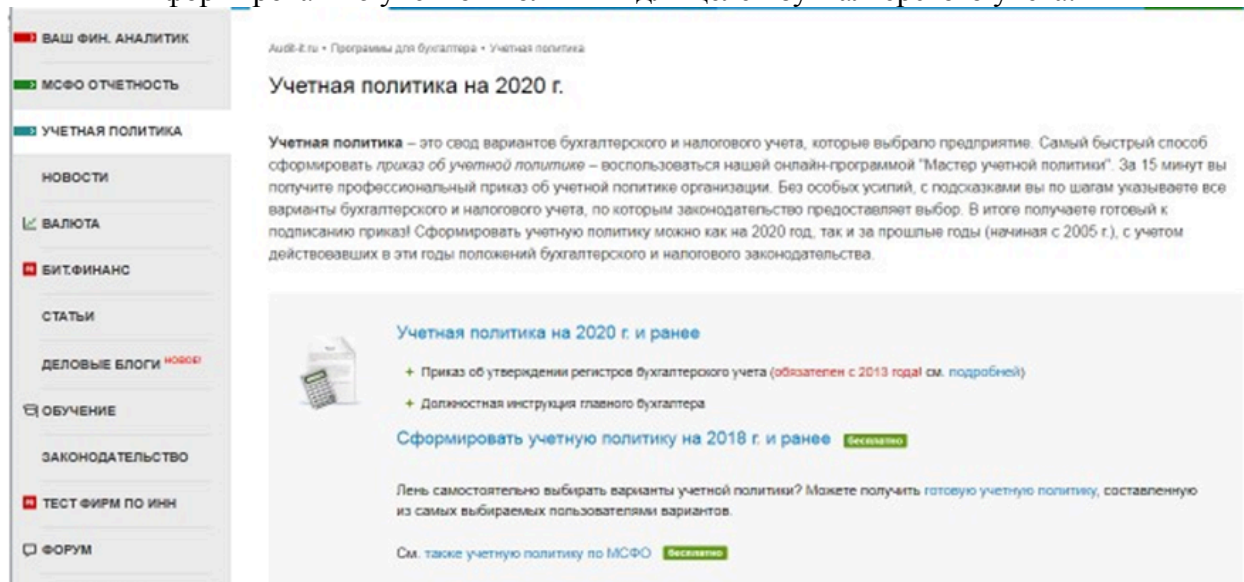 ВАШ ФИН. АНАЛИТИК
МСФО ОТЧЕТНОСТЬ
УЧЕТНАЯ ПОЛИТИКА
НОВОСТИ
ВАЛЮТА
БИТ.ФИНАНС
СТАТЬИ
ДЕЛОВЫЕ БЛОГИ НОВОЕ!
ОБУЧЕНИЕ
ЗАКОНОДАТЕЛЬСТВО
ТЕСТ ФИРМ ПО ИНН
ФОРУМ
Audit-it.ru • Программы для бухгалтера • Учетная политика
Учетная политика на 2020 г.
Учетная политика – это свод вариантов бухгалтерского и налогового учета, которые выбрало предприятие. Самый быстрый способ
сформировать приказ об учетной политике – воспользоваться нашей онлайн-программой "Мастер учетной политики". За 15 минут вы
получите профессиональный приказ об учетной политике организации. Без особых усилий, с подсказками вы по шагам указываете все
варианты бухгалтерского и налогового учета, по которым законодательство предоставляет выбор. В итоге получаете готовый к
подписанию приказ! Сформировать учетную политику можно как на 2020 год, так и за прошлые годы (начиная с 2005 г.), с учетом
действовавших в эти годы положений бухгалтерского и налогового законодательства.
Учетная политика на 2020 г. и ранее
+ Приказ об утверждении регистров бухгалтерского учета (обязателен с 2013 года! см. подробней)
+ Должностная инструкция главного бухгалтера
Сформировать учетную политику на 2018 г. и ранее бесплатно
Лень самостоятельно выбирать варианты учетной политики? Можете получить готовую учетную политику, составленную
из самых выбираемых пользователями вариантов.
См. также учетную политику по МСФО бесплатно